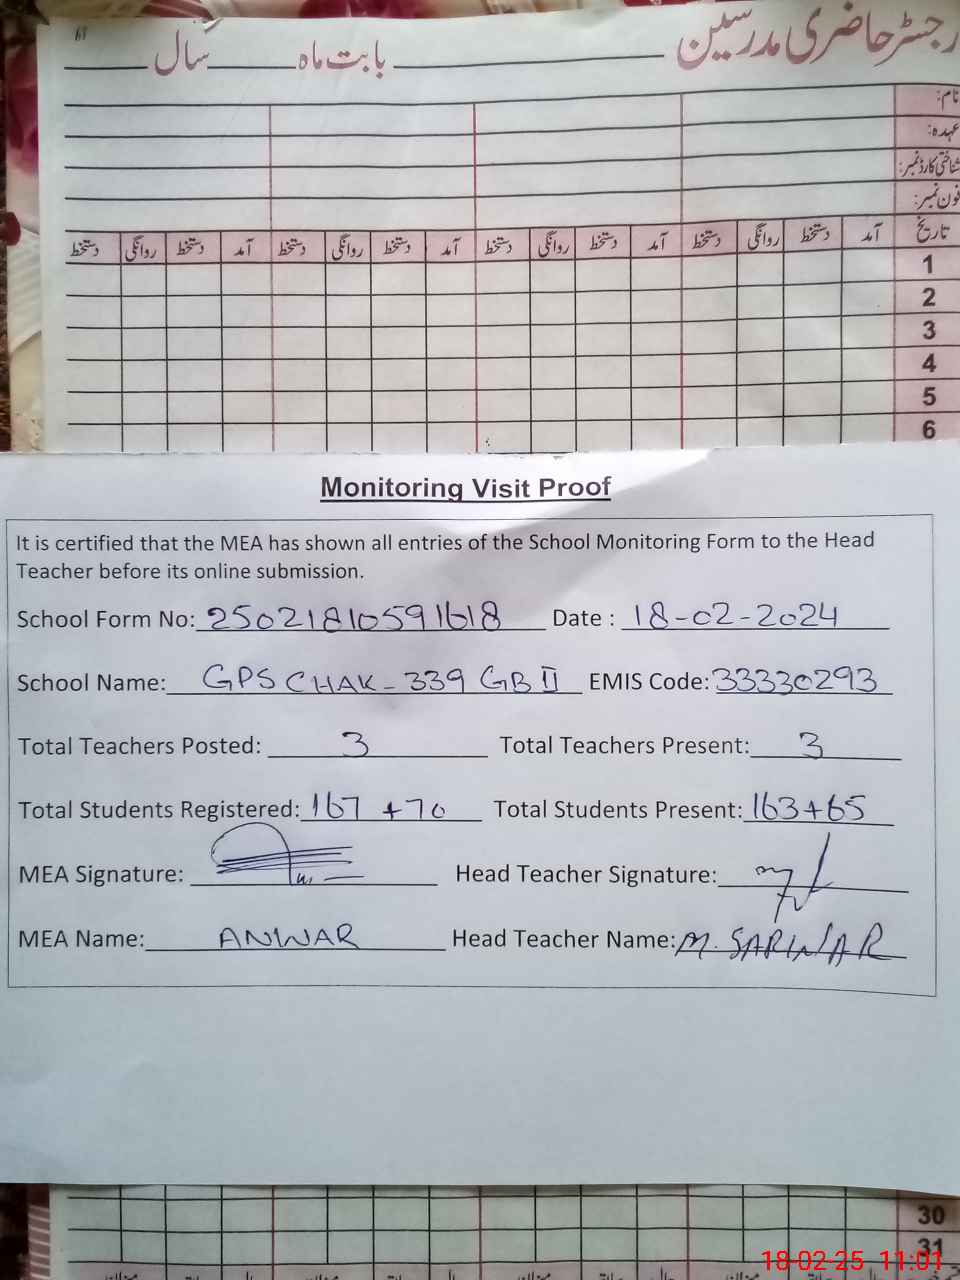 رجسٹر حاضری مدرسین ــــــ بابت ماہ ــــــ سال ــــــ
نام:
عہدہ:
شناختی کارڈ نمبر:
فون نمبر:
تاریخ آمد دستخط روانگی دستخط آمد دستخط روانگی دستخط آمد دستخط روانگی دستخط آمد دستخط روانگی دستخط
1
2
3
4
5
6
Monitoring Visit Proof
It is certified that the MEA has shown all entries of the School Monitoring Form to the Head
Teacher before its online submission.
School Form No: 25021810591618 Date : 18-02-2024
School Name: GPS CHAK - 339 GB II EMIS Code: 33330293
Total Teachers Posted: 3 Total Teachers Present: 3
Total Students Registered: 167 + 70 Total Students Present: 163+65
MEA Signature: Head Teacher Signature:
MEA Name: ANWAR Head Teacher Name: M. SARWAR
30
31
18-02-25 11:01